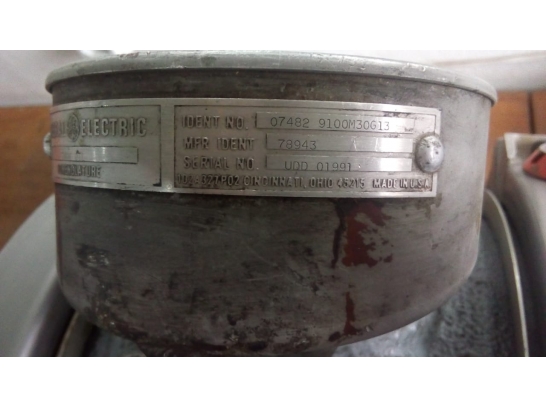 ELECTRIC
IDENT NO. 07482 9100M30G13
MFR IDENT 78943
SERIAL NO. UDD 01991
CINCINNATI, OHIO 45215 MADE IN U.S.A.